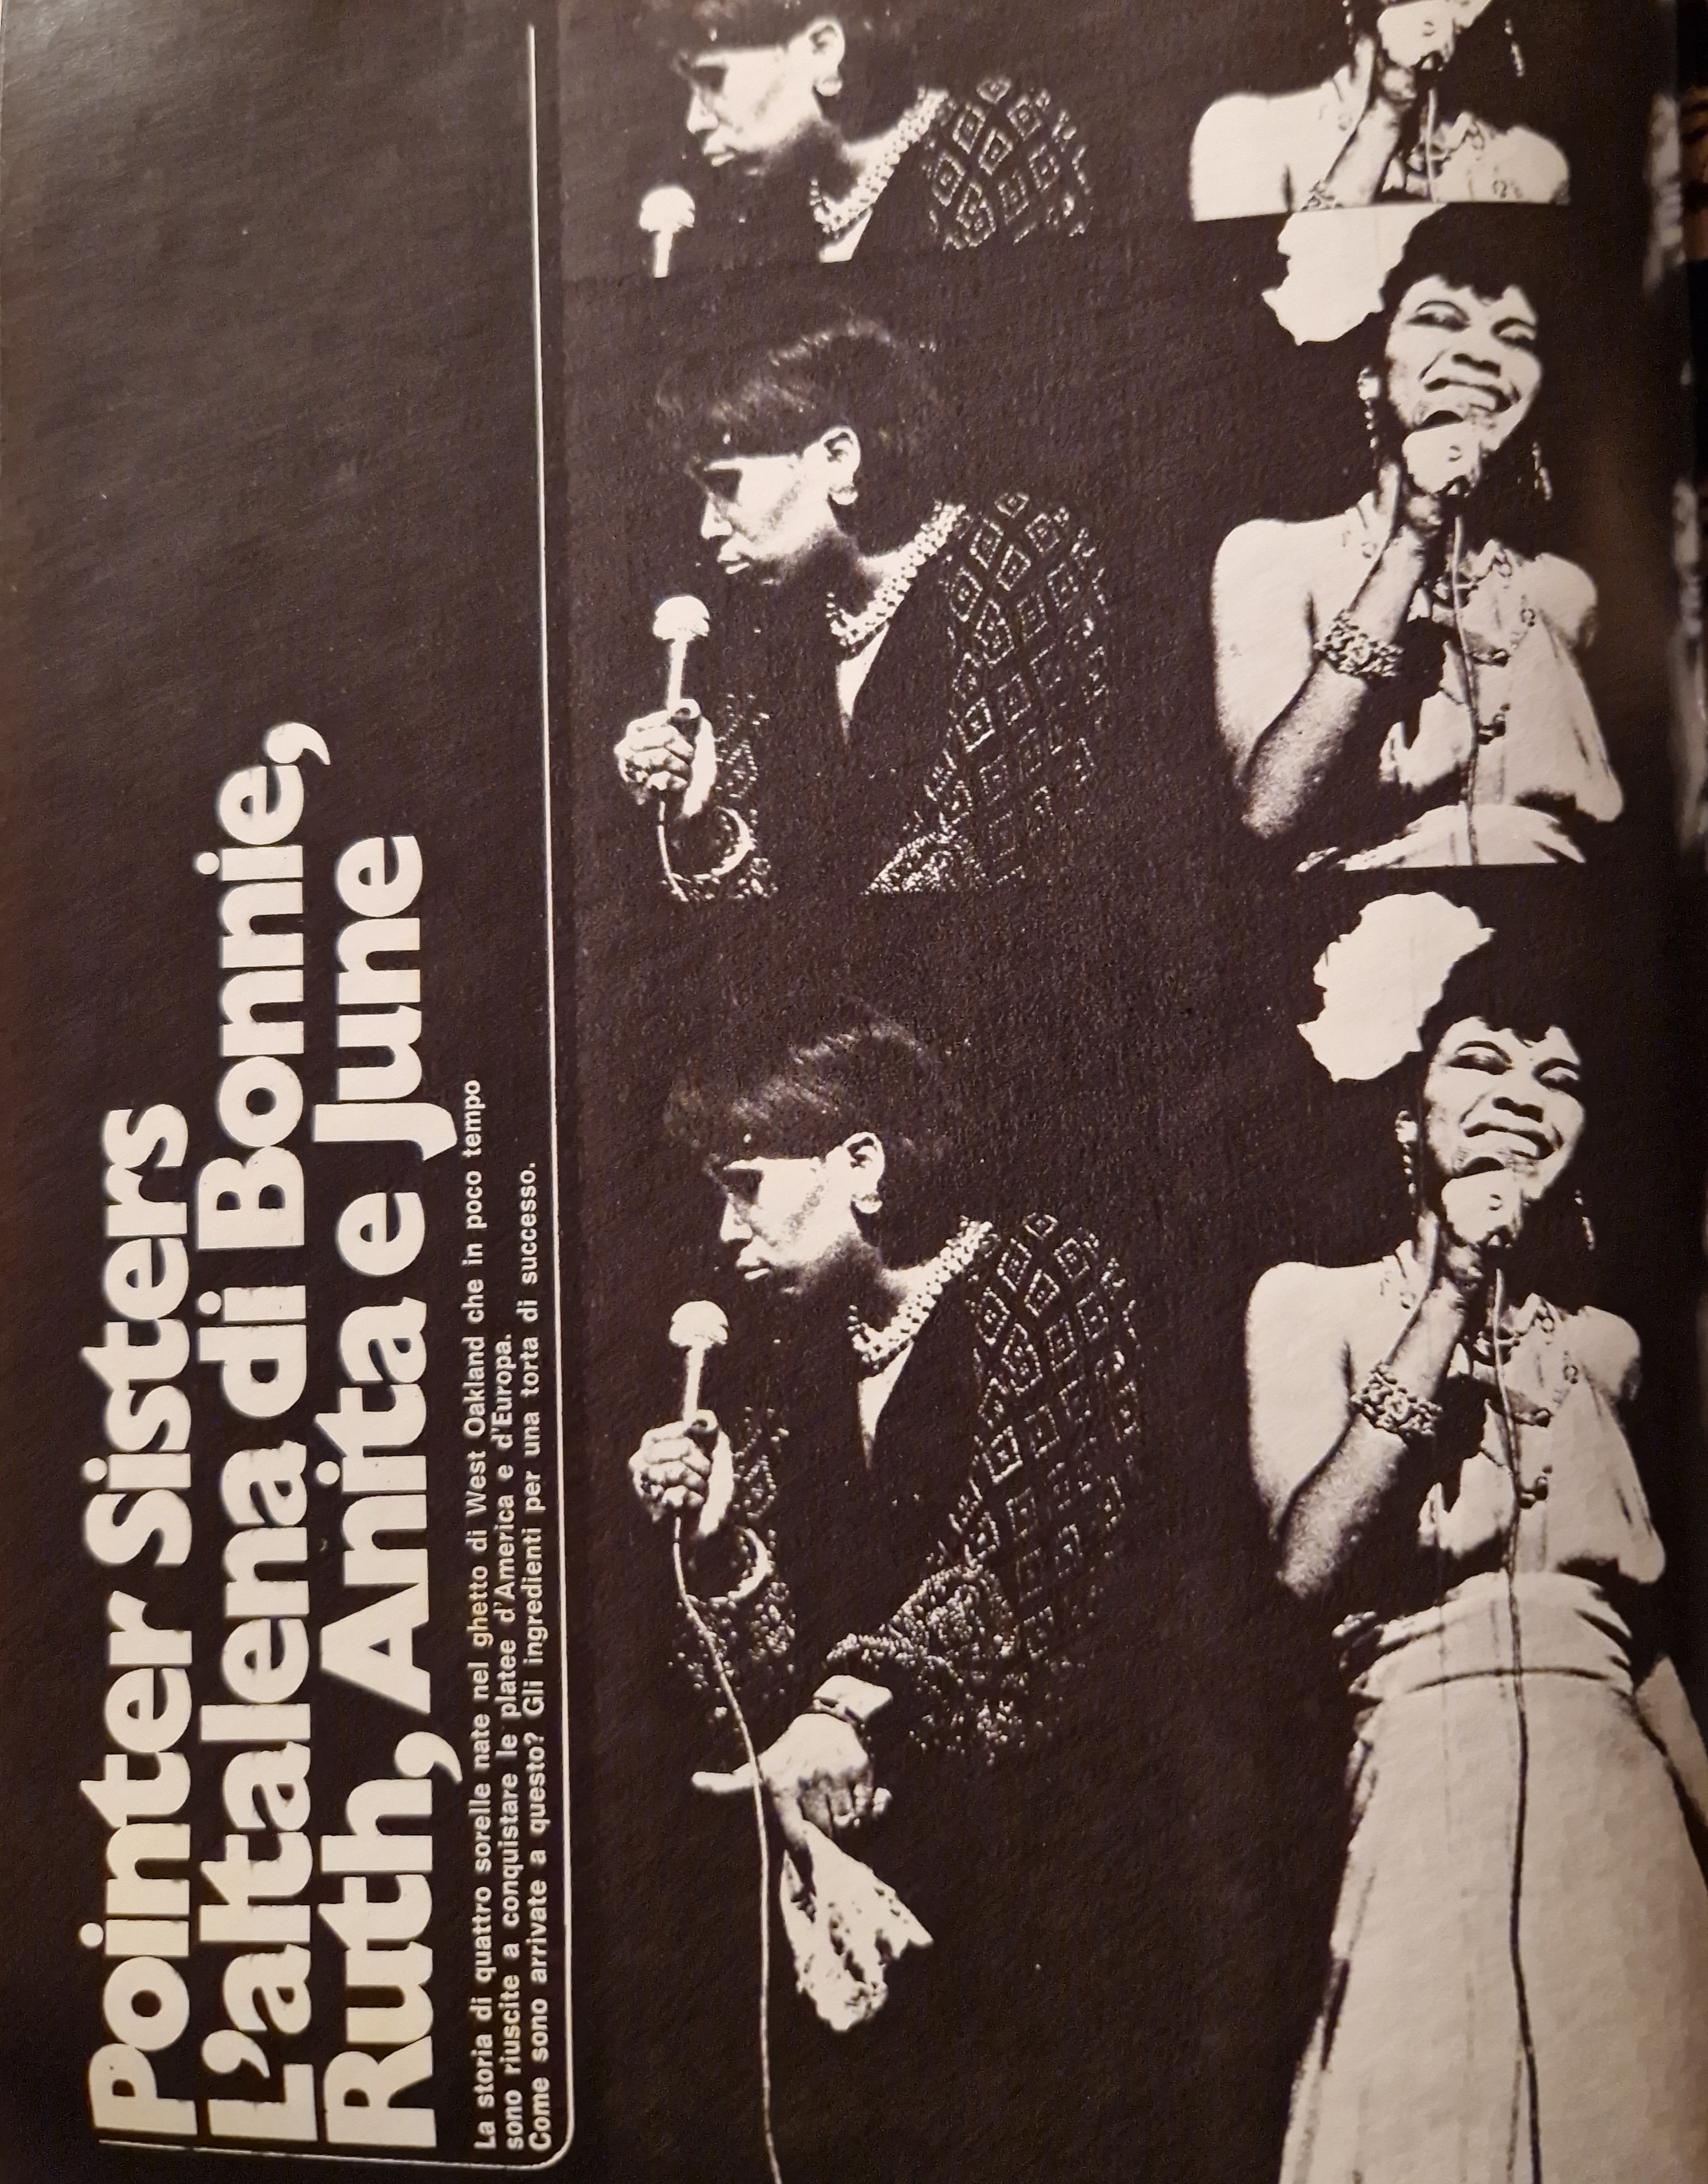 Pointer Sisters
L'altalena di Bonnie,
Ruth, Anita e June
La storia di quattro sorelle nate nel ghetto di West Oakland che in poco tempo
sono riuscite a conquistare le platee d'America e d'Europa.
Come sono arrivate a questo? Gli ingredienti per una torta di successo.